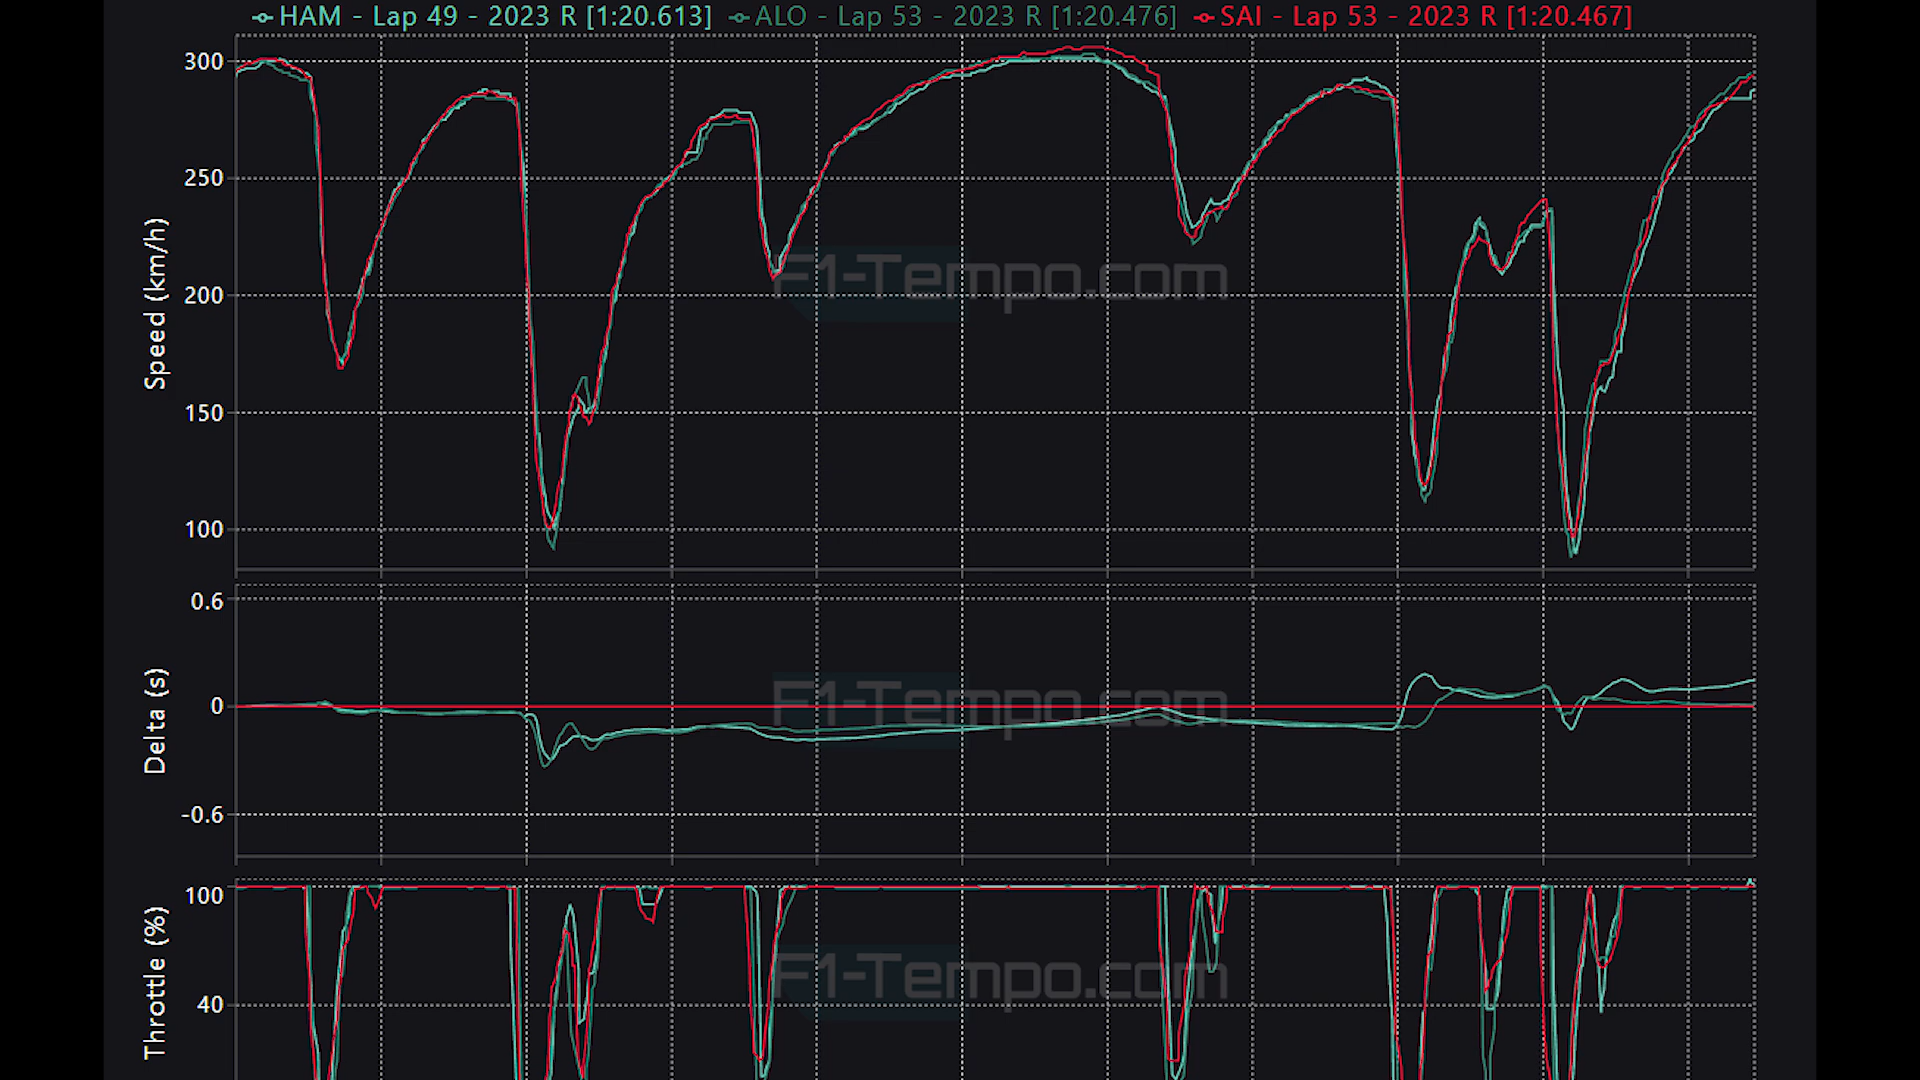 HAM - Lap 49 - 2023 R [1:20.613] ALO - Lap 53 - 2023 R [1:20.476] SAI - Lap 53 - 2023 R [1:20.467]
300
250
200
150
100
Speed (km/h)
F1-Tempo.com
0.6
0
-0.6
Delta (s)
F1-Tempo.com
100
40
Throttle (%)
F1-Tempo.com